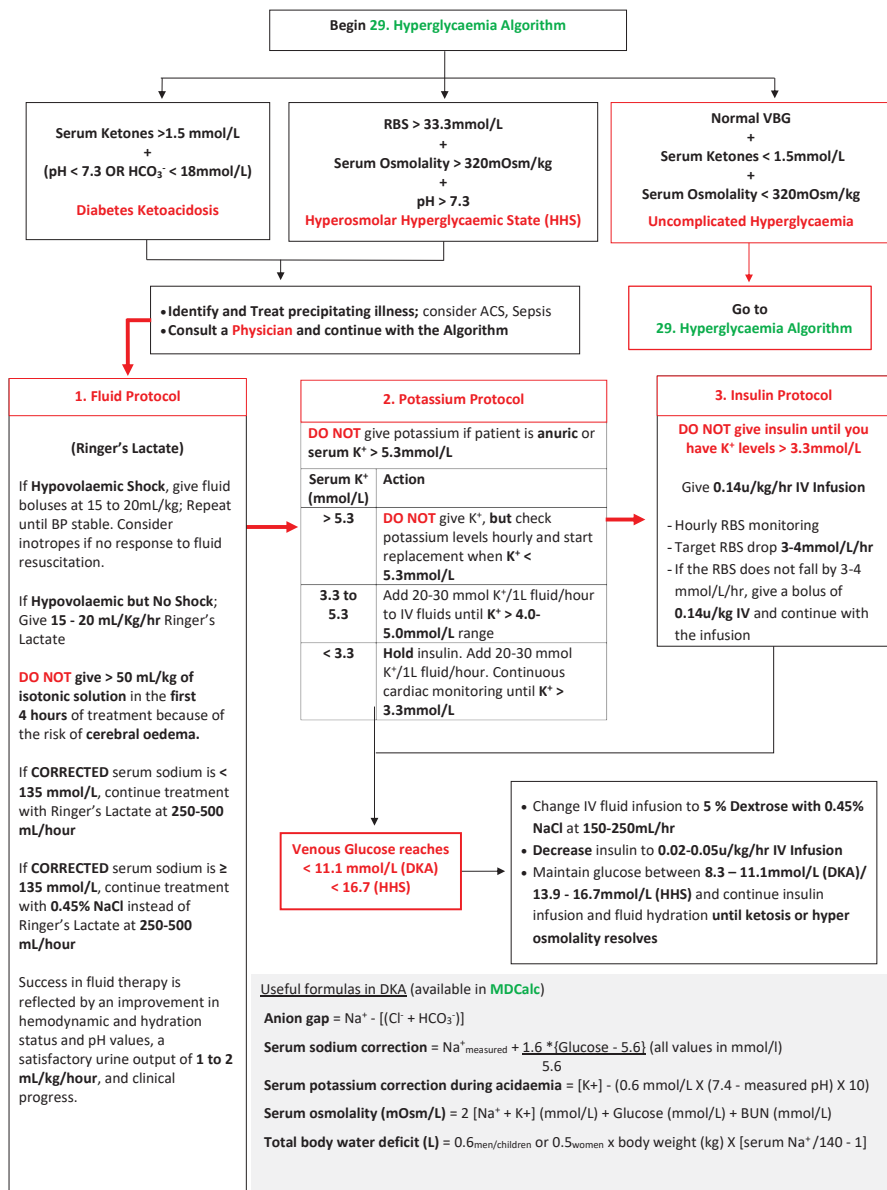 Begin 29. Hyperglycaemia Algorithm
Serum Ketones >1.5 mmol/L
+
(pH < 7.3 OR HCO₃⁻ < 18mmol/L)
Diabetes Ketoacidosis
RBS > 33.3mmol/L
+
Serum Osmolality > 320mOsm/kg
+
pH > 7.3
Hyperosmolar Hyperglycaemic State (HHS)
Normal VBG
+
Serum Ketones < 1.5mmol/L
+
Serum Osmolality < 320mOsm/kg
Uncomplicated Hyperglycaemia
• Identify and Treat precipitating illness; consider ACS, Sepsis
• Consult a Physician and continue with the Algorithm
Go to
29. Hyperglycaemia Algorithm
1. Fluid Protocol
(Ringer's Lactate)
If Hypovolaemic Shock, give fluid
boluses at 15 to 20mL/kg; Repeat
until BP stable. Consider
inotropes if no response to fluid
resuscitation.
If Hypovolaemic but No Shock;
Give 15 - 20 mL/Kg/hr Ringer's
Lactate
DO NOT give > 50 mL/kg of
isotonic solution in the first
4 hours of treatment because of
the risk of cerebral oedema.
If CORRECTED serum sodium is <
135 mmol/L, continue treatment
with Ringer's Lactate at 250-500
mL/hour
If CORRECTED serum sodium is ≥
135 mmol/L, continue treatment
with 0.45% NaCl instead of
Ringer's Lactate at 250-500
mL/hour
Success in fluid therapy is
reflected by an improvement in
hemodynamic and hydration
status and pH values, a
satisfactory urine output of 1 to 2
mL/kg/hour, and clinical
progress.
2. Potassium Protocol
DO NOT give potassium if patient is anuric or
serum K⁺ > 5.3mmol/L
Serum K⁺ Action
(mmol/L)
> 5.3 DO NOT give K⁺, but check
potassium levels hourly and start
replacement when K⁺ <
5.3mmol/L
3.3 to Add 20-30 mmol K⁺/1L fluid/hour
5.3 to IV fluids until K⁺ > 4.0-
5.0mmol/L range
< 3.3 Hold insulin. Add 20-30 mmol
K⁺/1L fluid/hour. Continuous
cardiac monitoring until K⁺ >
3.3mmol/L
3. Insulin Protocol
DO NOT give insulin until you
have K⁺ levels > 3.3mmol/L
Give 0.14u/kg/hr IV Infusion
- Hourly RBS monitoring
- Target RBS drop 3-4mmol/L/hr
- If the RBS does not fall by 3-4
mmol/L/hr, give a bolus of
0.14u/kg IV and continue with
the infusion
Venous Glucose reaches
< 11.1 mmol/L (DKA)
< 16.7 (HHS)
• Change IV fluid infusion to 5 % Dextrose with 0.45%
NaCl at 150-250mL/hr
• Decrease insulin to 0.02-0.05u/kg/hr IV Infusion
• Maintain glucose between 8.3 – 11.1mmol/L (DKA)/
13.9 - 16.7mmol/L (HHS) and continue insulin
infusion and fluid hydration until ketosis or hyper
osmolality resolves
Useful formulas in DKA (available in MDCalc)
Anion gap = Na⁺ - [(Cl⁻ + HCO₃⁻)]
Serum sodium correction = Na⁺measured + 1.6 *{Glucose - 5.6} (all values in mmol/l)
5.6
Serum potassium correction during acidaemia = [K+] - (0.6 mmol/L X (7.4 - measured pH) X 10)
Serum osmolality (mOsm/L) = 2 [Na⁺ + K+] (mmol/L) + Glucose (mmol/L) + BUN (mmol/L)
Total body water deficit (L) = 0.6men/children or 0.5women x body weight (kg) X [serum Na⁺/140 - 1]